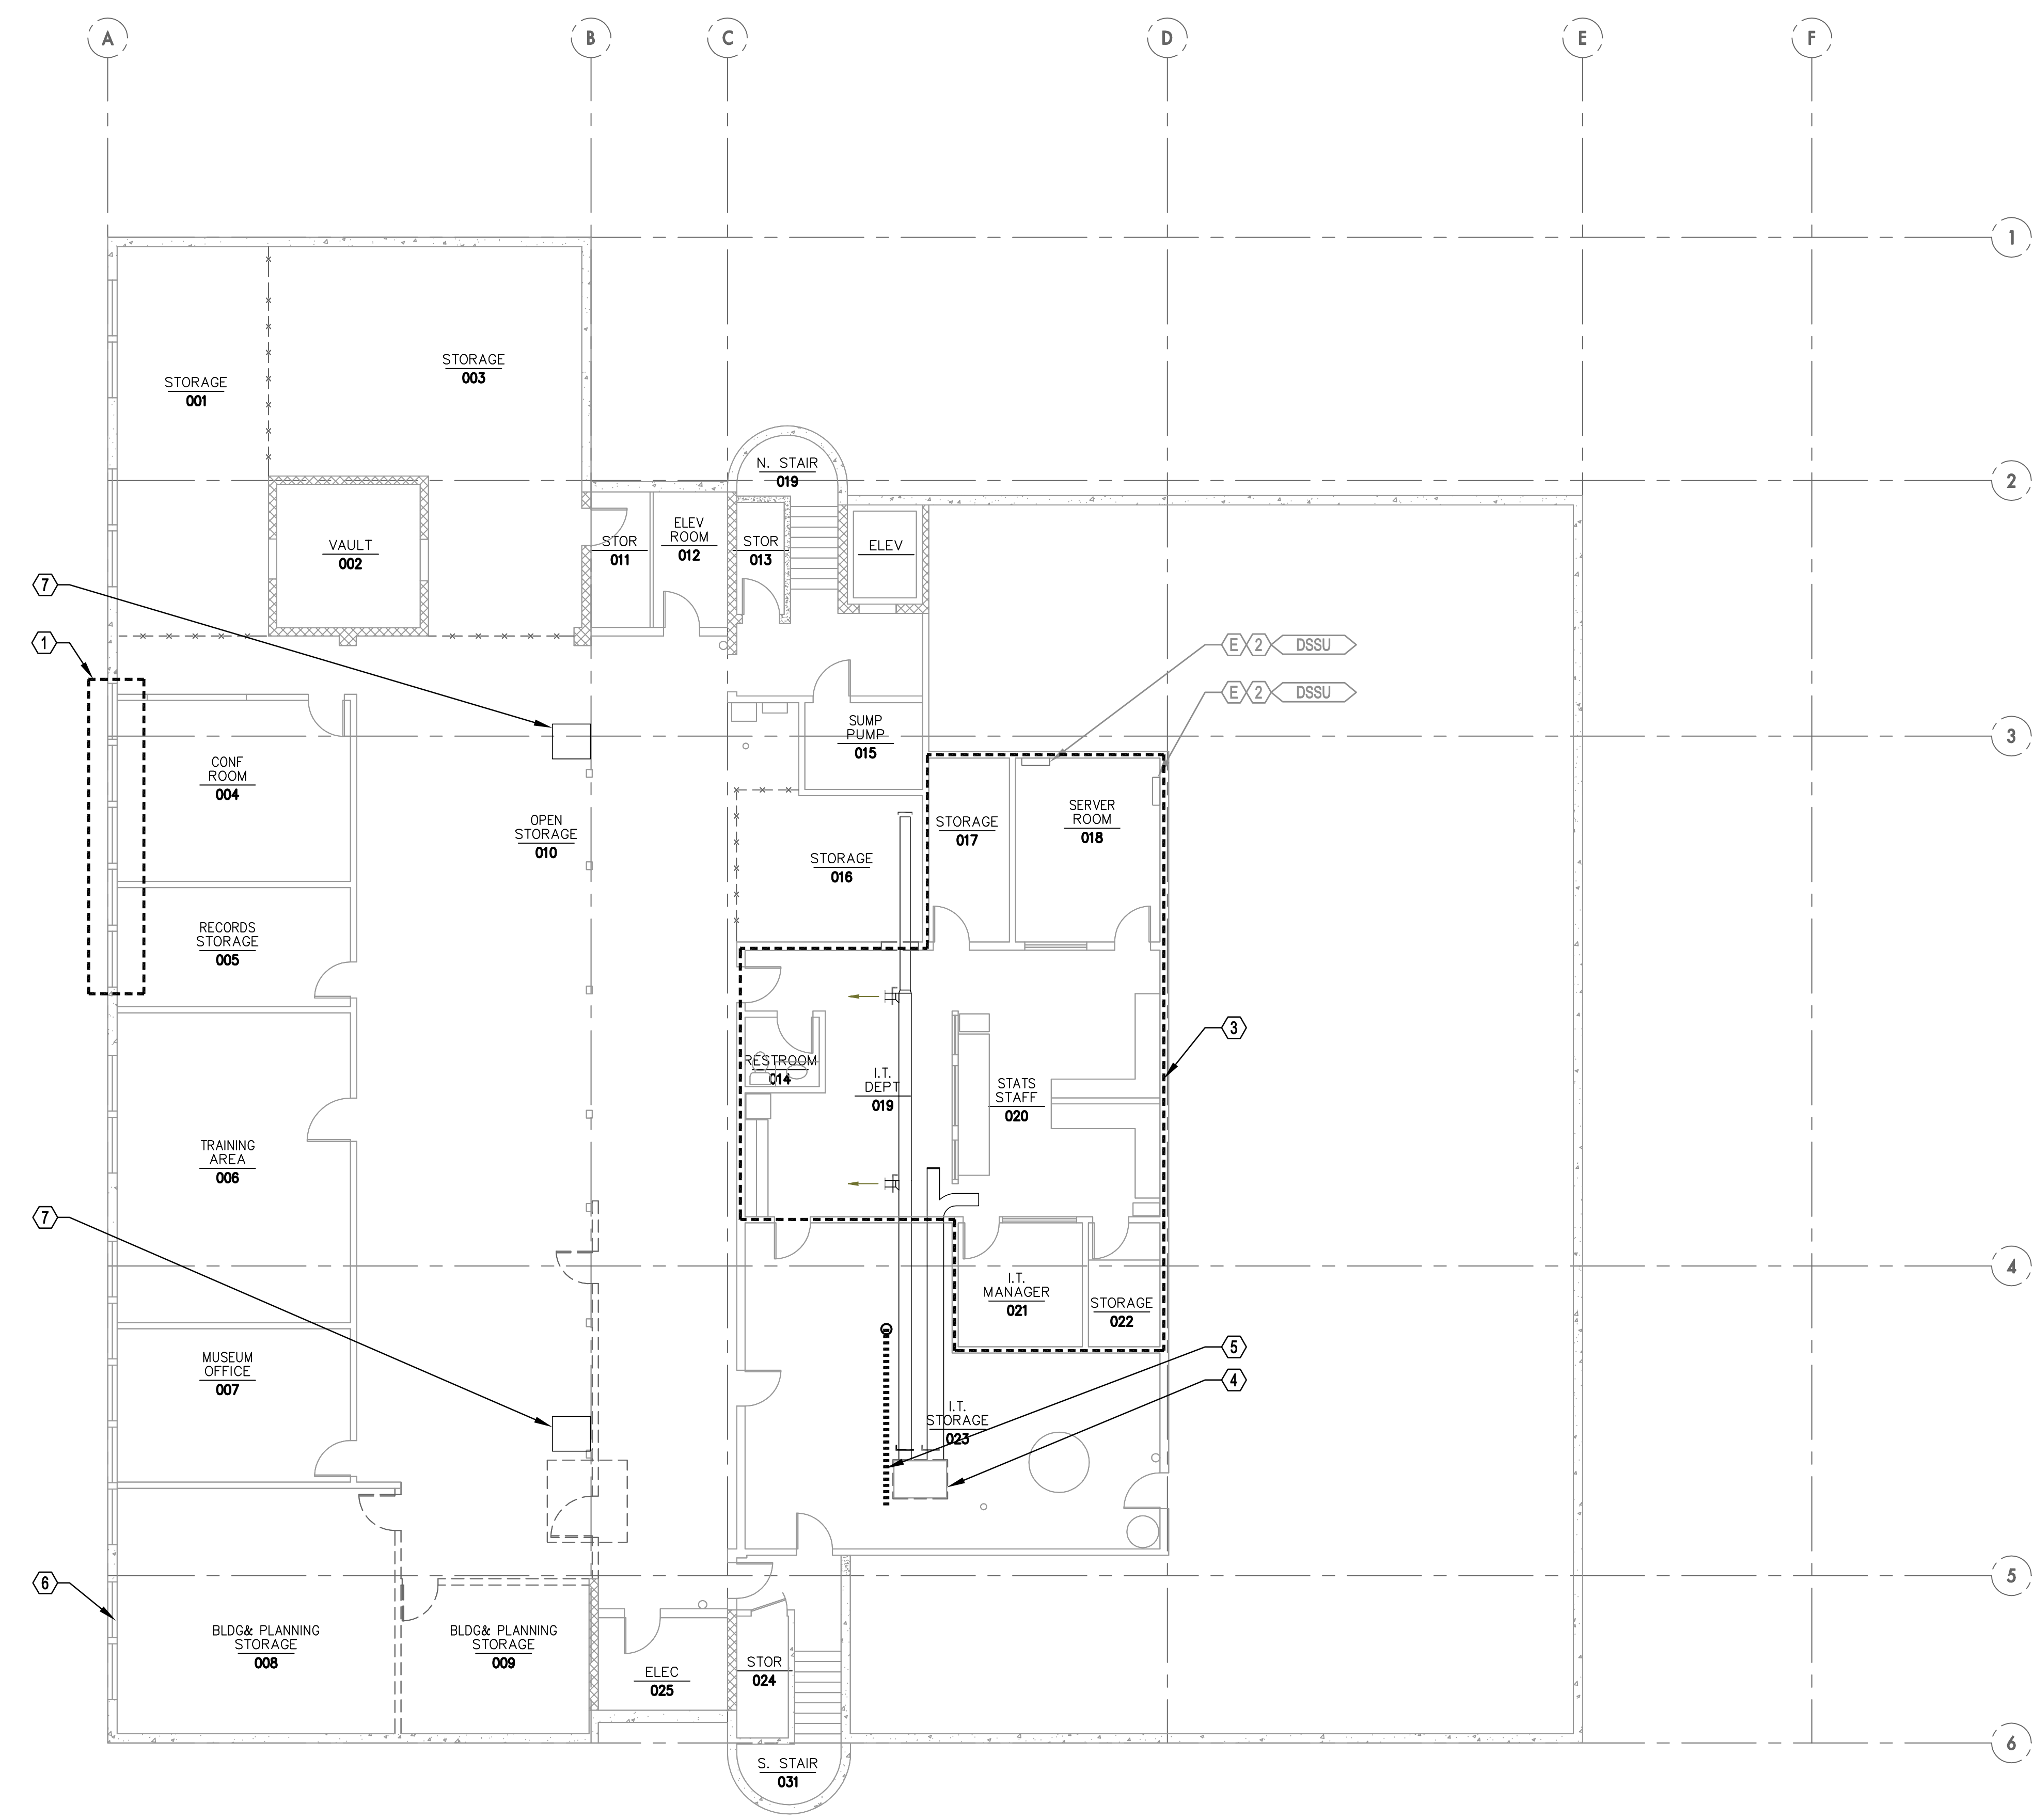 A
B
C
D
E
F
1
2
3
4
5
6
STORAGE
001
STORAGE
003
VAULT
002
N. STAIR
019
STOR
011
ELEV
ROOM
012
STOR
013
ELEV
7
1
E 2 DSSU
E 2 DSSU
CONF
ROOM
004
OPEN
STORAGE
010
SUMP
PUMP
015
STORAGE
016
STORAGE
017
SERVER
ROOM
018
RECORDS
STORAGE
005
3
RESTROOM
014
I.T.
DEPT
019
STATS
STAFF
020
TRAINING
AREA
006
7
I.T.
MANAGER
021
STORAGE
022
MUSEUM
OFFICE
007
5
4
I.T.
STORAGE
023
6
BLDG& PLANNING
STORAGE
008
BLDG& PLANNING
STORAGE
009
ELEC
025
STOR
024
S. STAIR
031